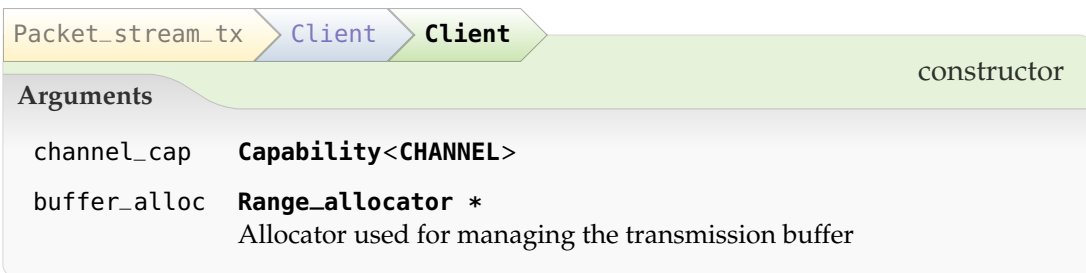 Packet_stream_tx Client Client
constructor
Arguments
channel_cap Capability<CHANNEL>
buffer_alloc Range_allocator *
Allocator used for managing the transmission buffer